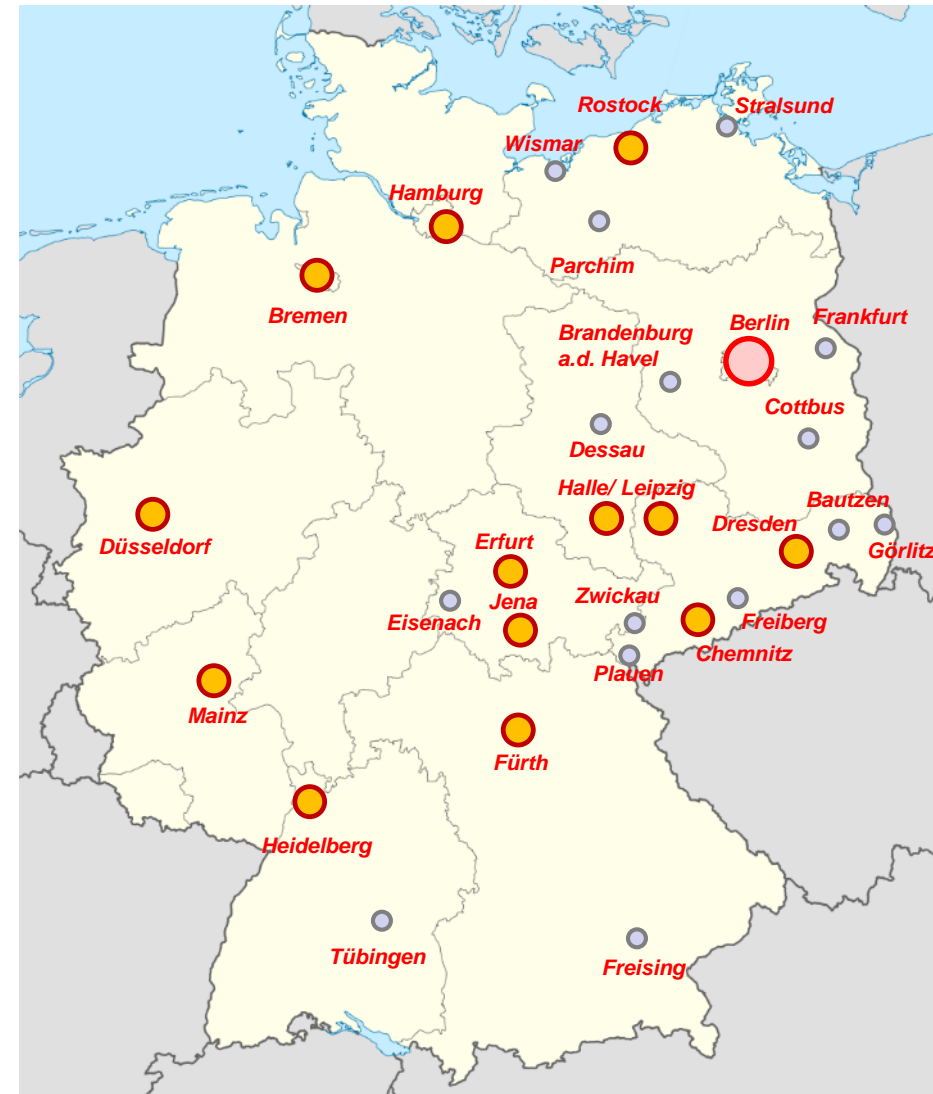 Rostock
Stralsund
Wismar
Hamburg
Parchim
Bremen
Brandenburg
a.d. Havel
Berlin
Frankfurt
Cottbus
Dessau
Halle/ Leipzig
Bautzen
Dresden
Düsseldorf
Görlitz
Erfurt
Jena
Zwickau
Eisenach
Freiberg
Chemnitz
Plauen
Mainz
Fürth
Heidelberg
Tübingen
Freising